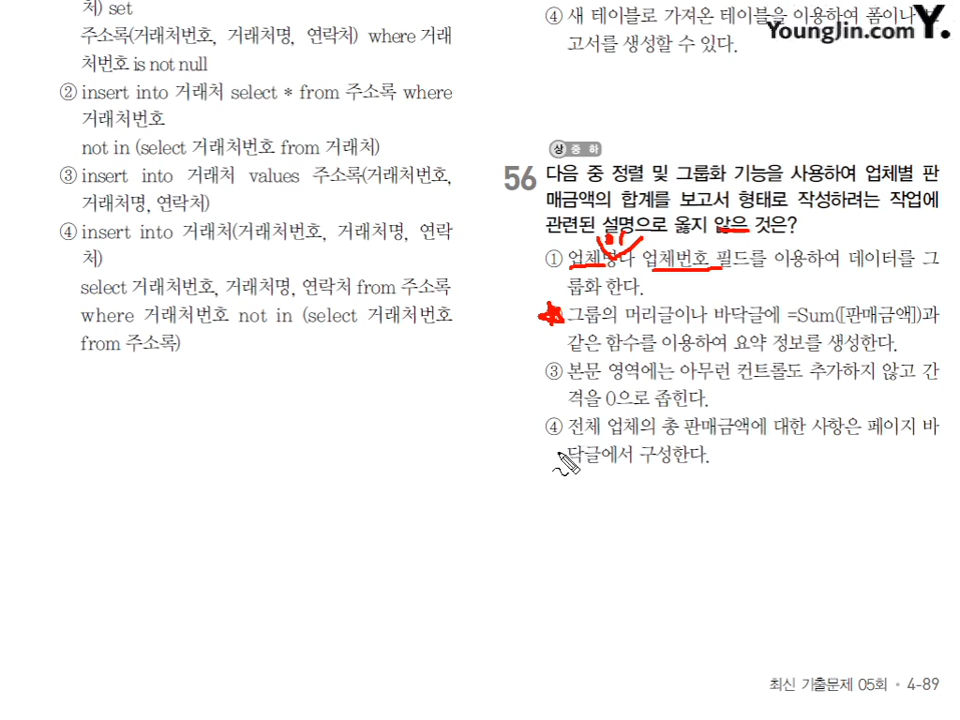 처) set
주소록(거래처번호, 거래처명, 연락처) where 거래
처번호 is not null
② insert into 거래처 select * from 주소록 where
거래처번호
not in (select 거래처번호 from 거래처)
③ insert into 거래처 values 주소록(거래처번호,
거래처명, 연락처)
④ insert into 거래처(거래처번호, 거래처명, 연락
처)
select 거래처번호, 거래처명, 연락처 from 주소록
where 거래처번호 not in (select 거래처번호
from 주소록)
④ 새 테이블로 가져온 테이블을 이용하여 폼이나
고서를 생성할 수 있다.
YoungJin.com Y.
상 중 하
56 다음 중 정렬 및 그룹화 기능을 사용하여 업체별 판
매금액의 합계를 보고서 형태로 작성하려는 작업에
관련된 설명으로 옳지 않은 것은?
① 업체명나 업체번호 필드를 이용하여 데이터를 그
룹화 한다.
그룹의 머리글이나 바닥글에 =Sum([판매금액])과
같은 함수를 이용하여 요약 정보를 생성한다.
③ 본문 영역에는 아무런 컨트롤도 추가하지 않고 간
격을 0으로 좁힌다.
④ 전체 업체의 총 판매금액에 대한 사항은 페이지 바
닥글에서 구성한다.
최신 기출문제 05회 • 4-89